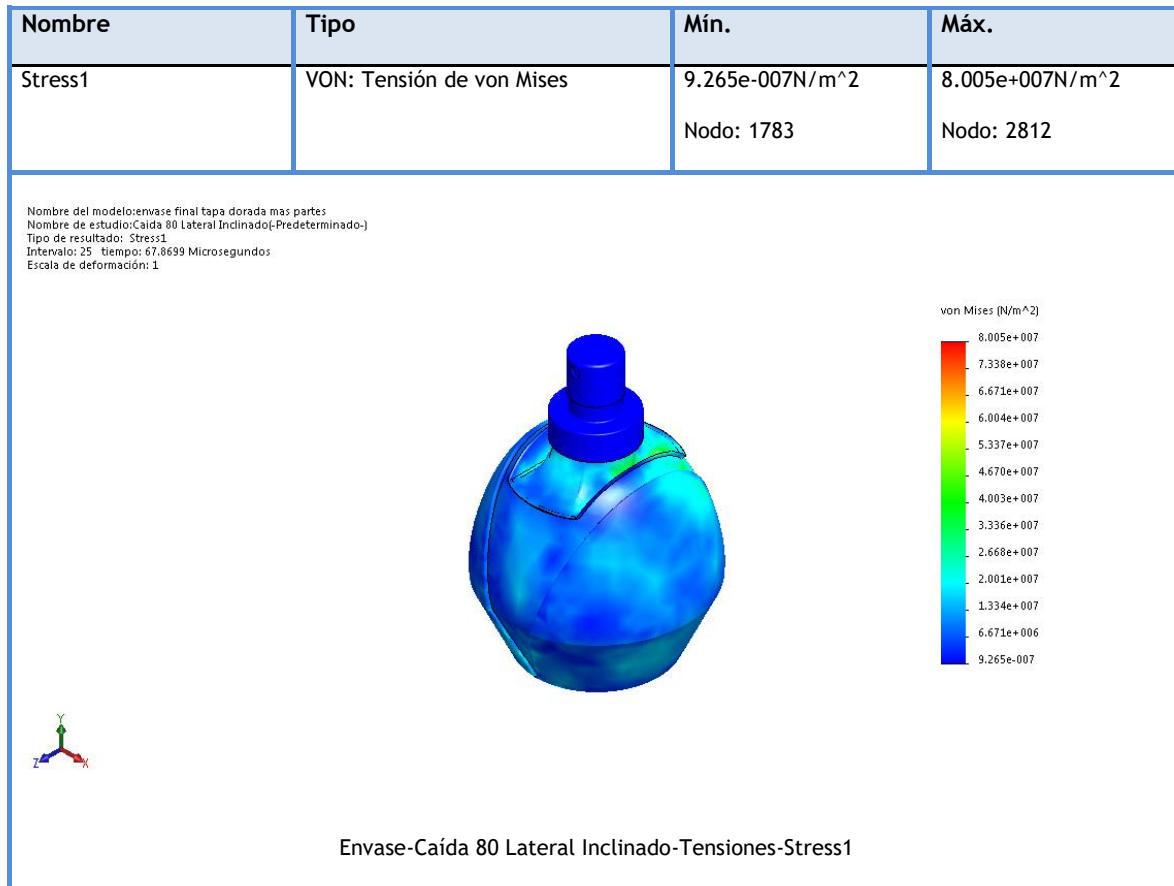 Nombre Tipo Mín. Máx.
Stress1 VON: Tensión de von Mises 9.265e-007N/m^2 8.005e+007N/m^2
Nodo: 1783 Nodo: 2812
Nombre del modelo:envase final tapa dorada mas partes
Nombre de estudio:Caida 80 Lateral Inclinado(-Predeterminado-)
Tipo de resultado: Stress1
Intervalo: 25 tiempo: 67.8699 Microsegundos
Escala de deformación: 1
von Mises (N/m^2)
8.005e+007
7.338e+007
6.671e+007
6.004e+007
5.337e+007
4.670e+007
4.003e+007
3.336e+007
2.668e+007
2.001e+007
1.334e+007
6.671e+006
9.265e-007
Y
Z X
Envase-Caída 80 Lateral Inclinado-Tensiones-Stress1